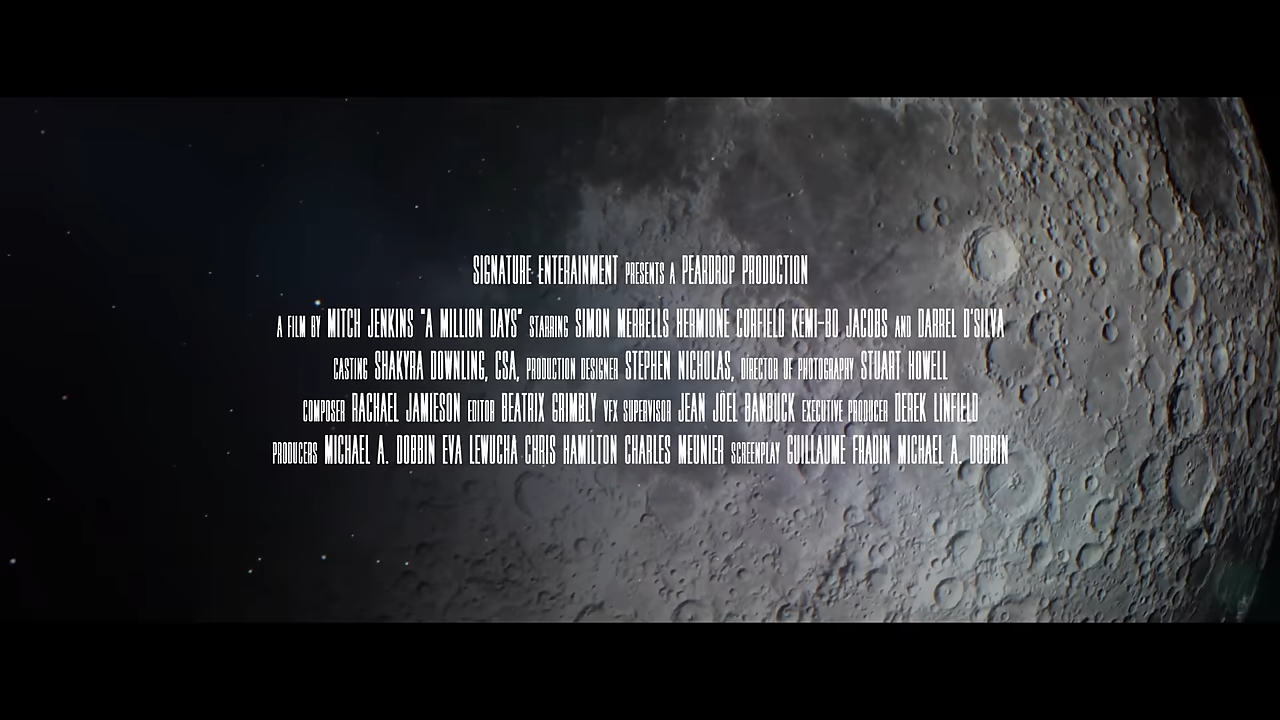 SIGNATURE ENTERAINMENT PRESENTS A PEARDROP PRODUCTION
A FILM BY MITCH JENKINS "A MILLION DAYS" STARRING SIMON MERRELLS HERMIONE CORFIELD KEMI-BO JACOBS AND DARREL D'SILVA
CASTING SHAKYRA DOWNLING, CSA, PRODUCTION DESIGNER STEPHEN NICHOLAS, DIRECTOR OF PHOTOGRAPHY STUART HOWELL
COMPOSER RACHAEL JAMIESON EDITOR BEATRIX GRIMBLY VFX SUPERVISOR JEAN JÖEL BANBUCK EXECUTIVE PRODUCER DEREK LINFIELD
PRODUCERS MICHAEL A. DOBBIN EVA LEWUCHA CHRIS HAMILTON CHARLES MEUNIER SCREENPLAY GUILLAUME FRADIN MICHAEL A. DOBBIN